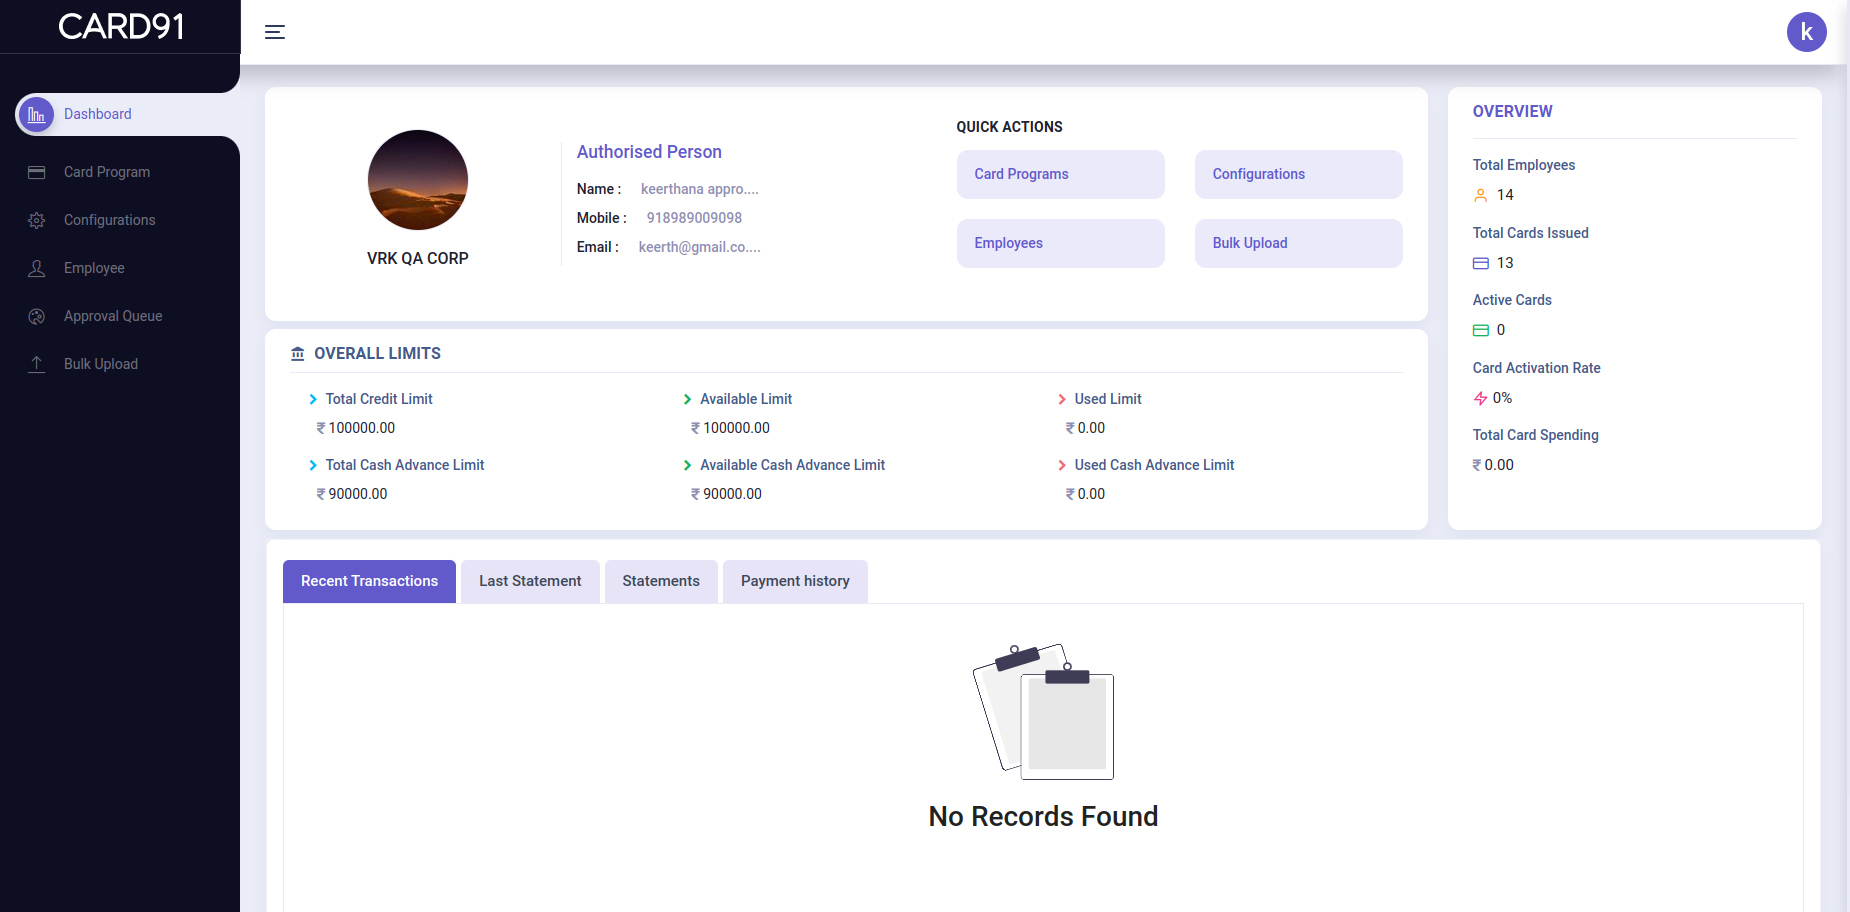 CARD91
k
Dashboard
Card Program
Configurations
Employee
Approval Queue
Bulk Upload
VRK QA CORP
Authorised Person
Name : keerthana appro....
Mobile : 918989009098
Email : keerth@gmail.co....
QUICK ACTIONS
Card Programs
Configurations
Employees
Bulk Upload
OVERVIEW
Total Employees
14
Total Cards Issued
13
Active Cards
0
Card Activation Rate
0%
Total Card Spending
₹ 0.00
OVERALL LIMITS
Total Credit Limit
₹ 100000.00
Available Limit
₹ 100000.00
Used Limit
₹ 0.00
Total Cash Advance Limit
₹ 90000.00
Available Cash Advance Limit
₹ 90000.00
Used Cash Advance Limit
₹ 0.00
Recent Transactions
Last Statement
Statements
Payment history
No Records Found